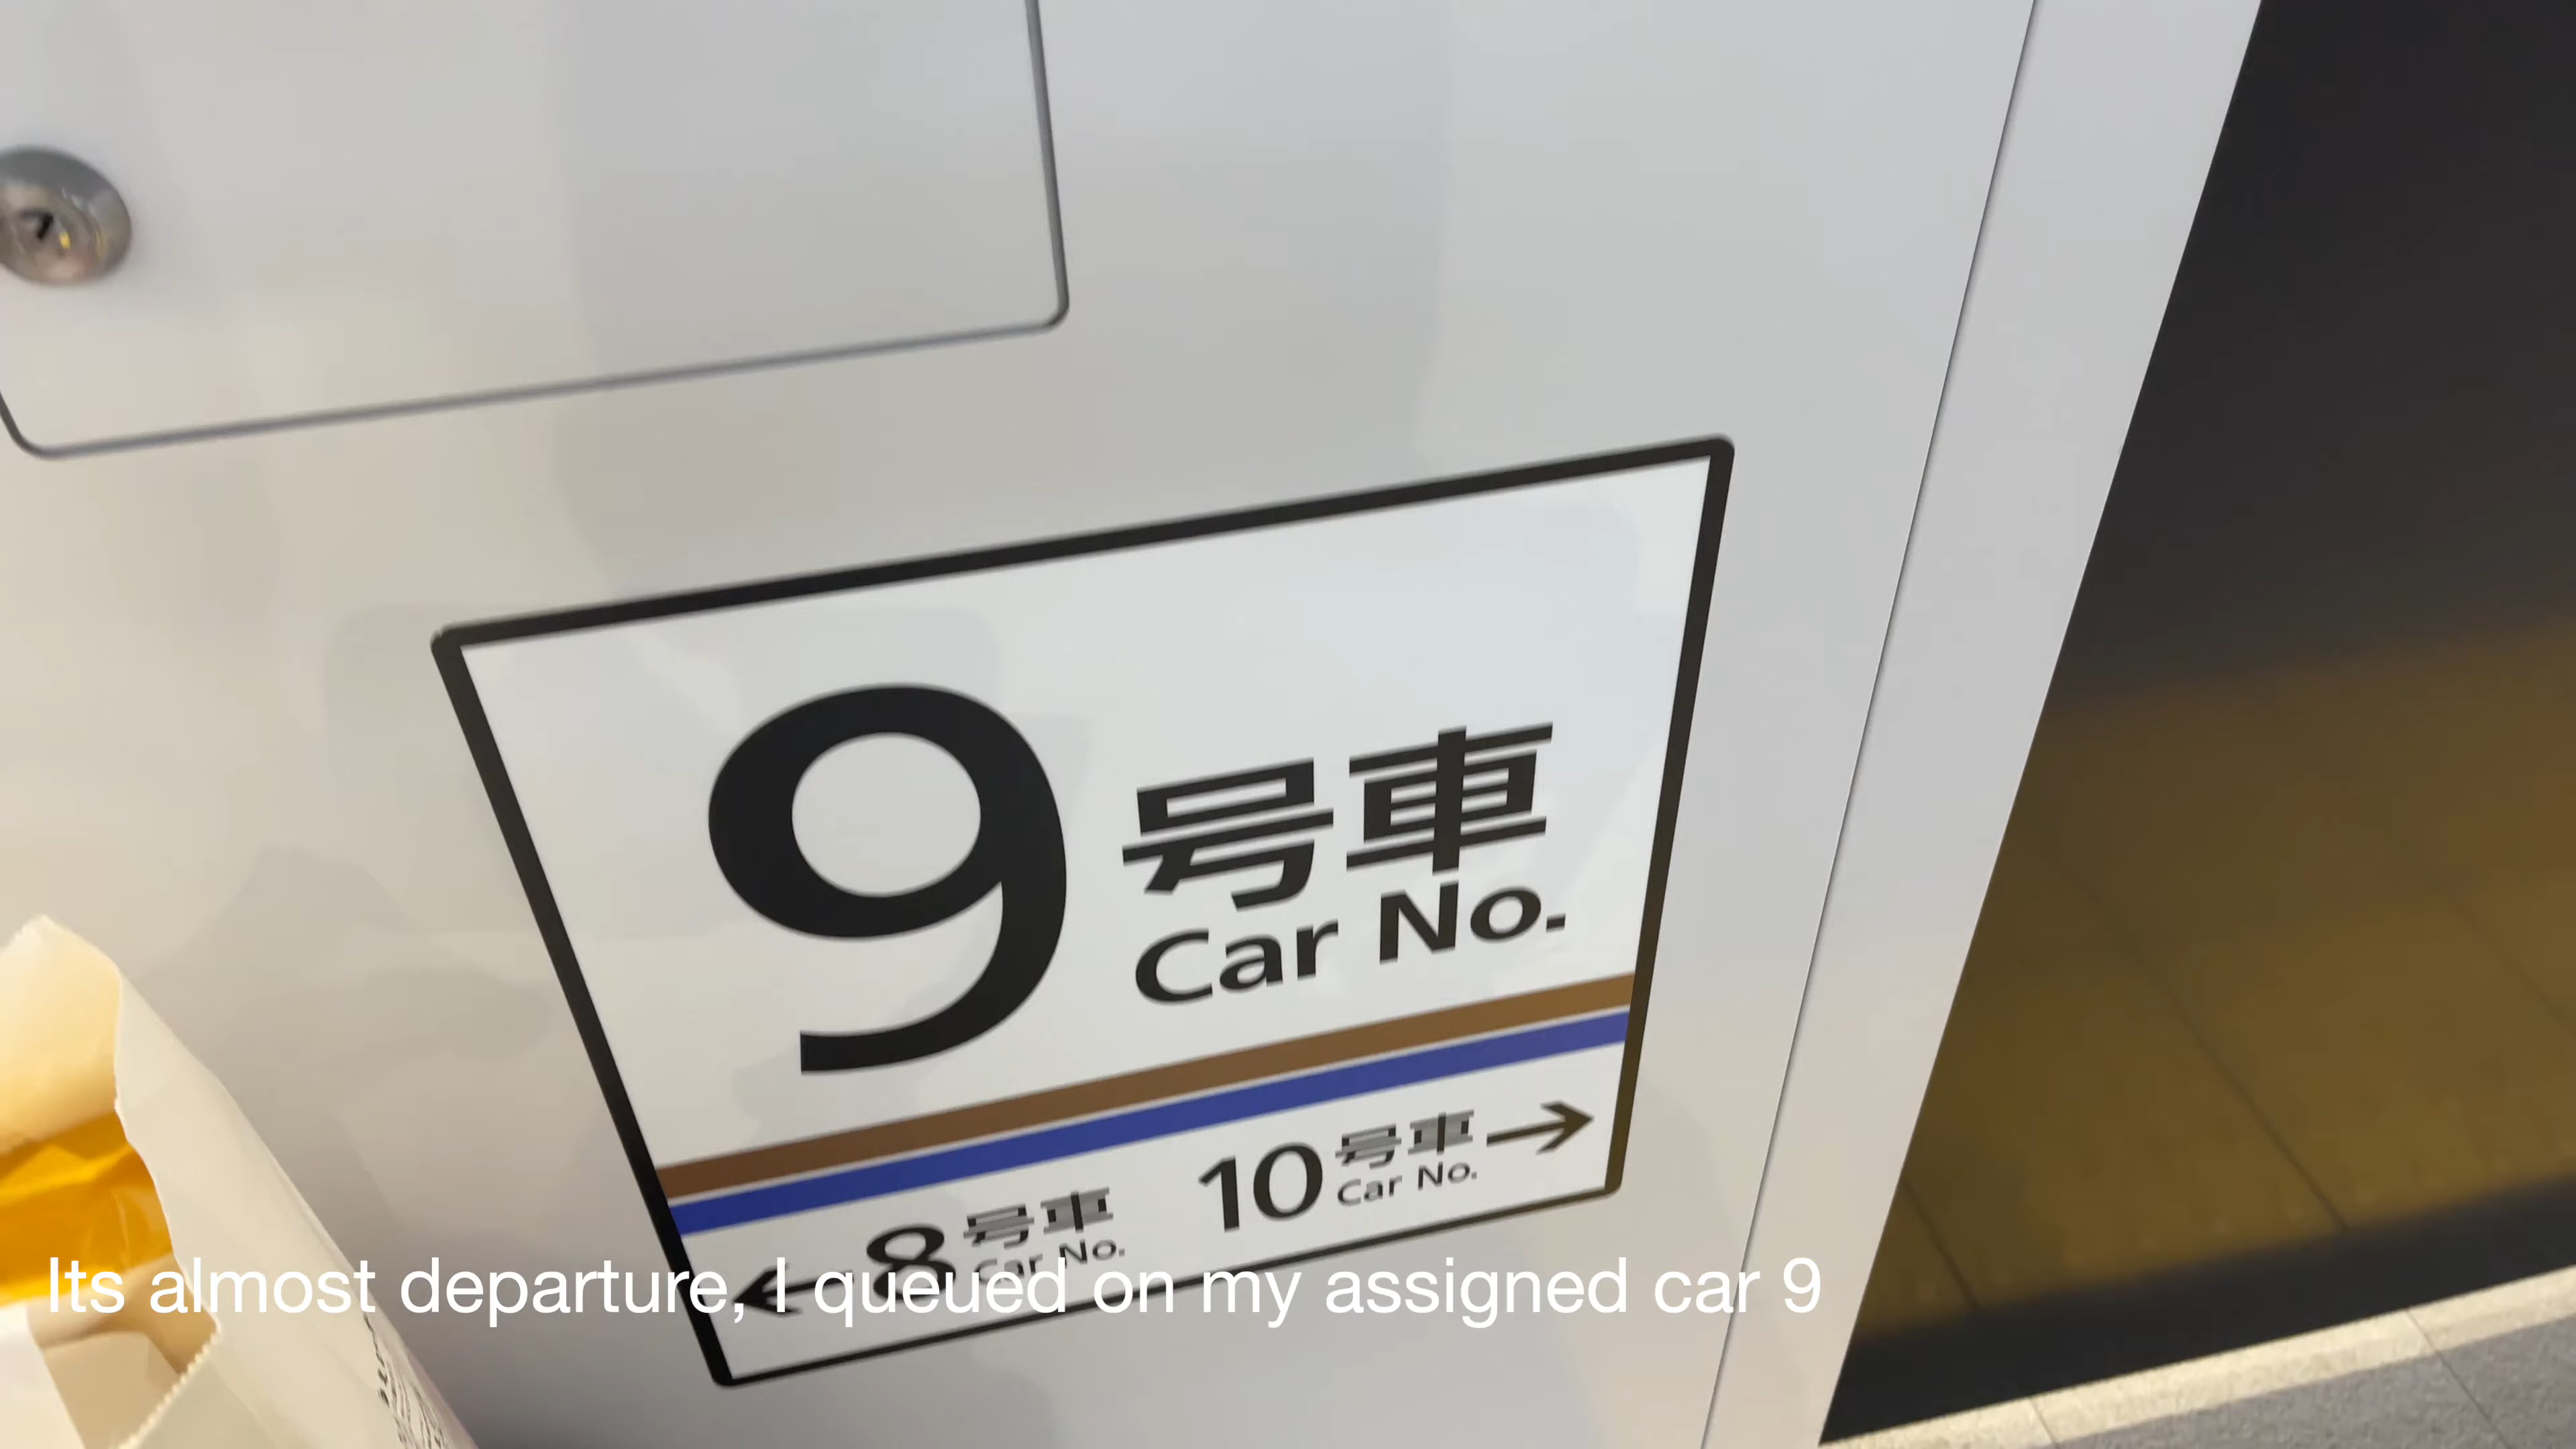 9 号車
Car No.
← 8 号車 Car No.
10 号車 Car No. →
Its almost departure, I queued on my assigned car 9